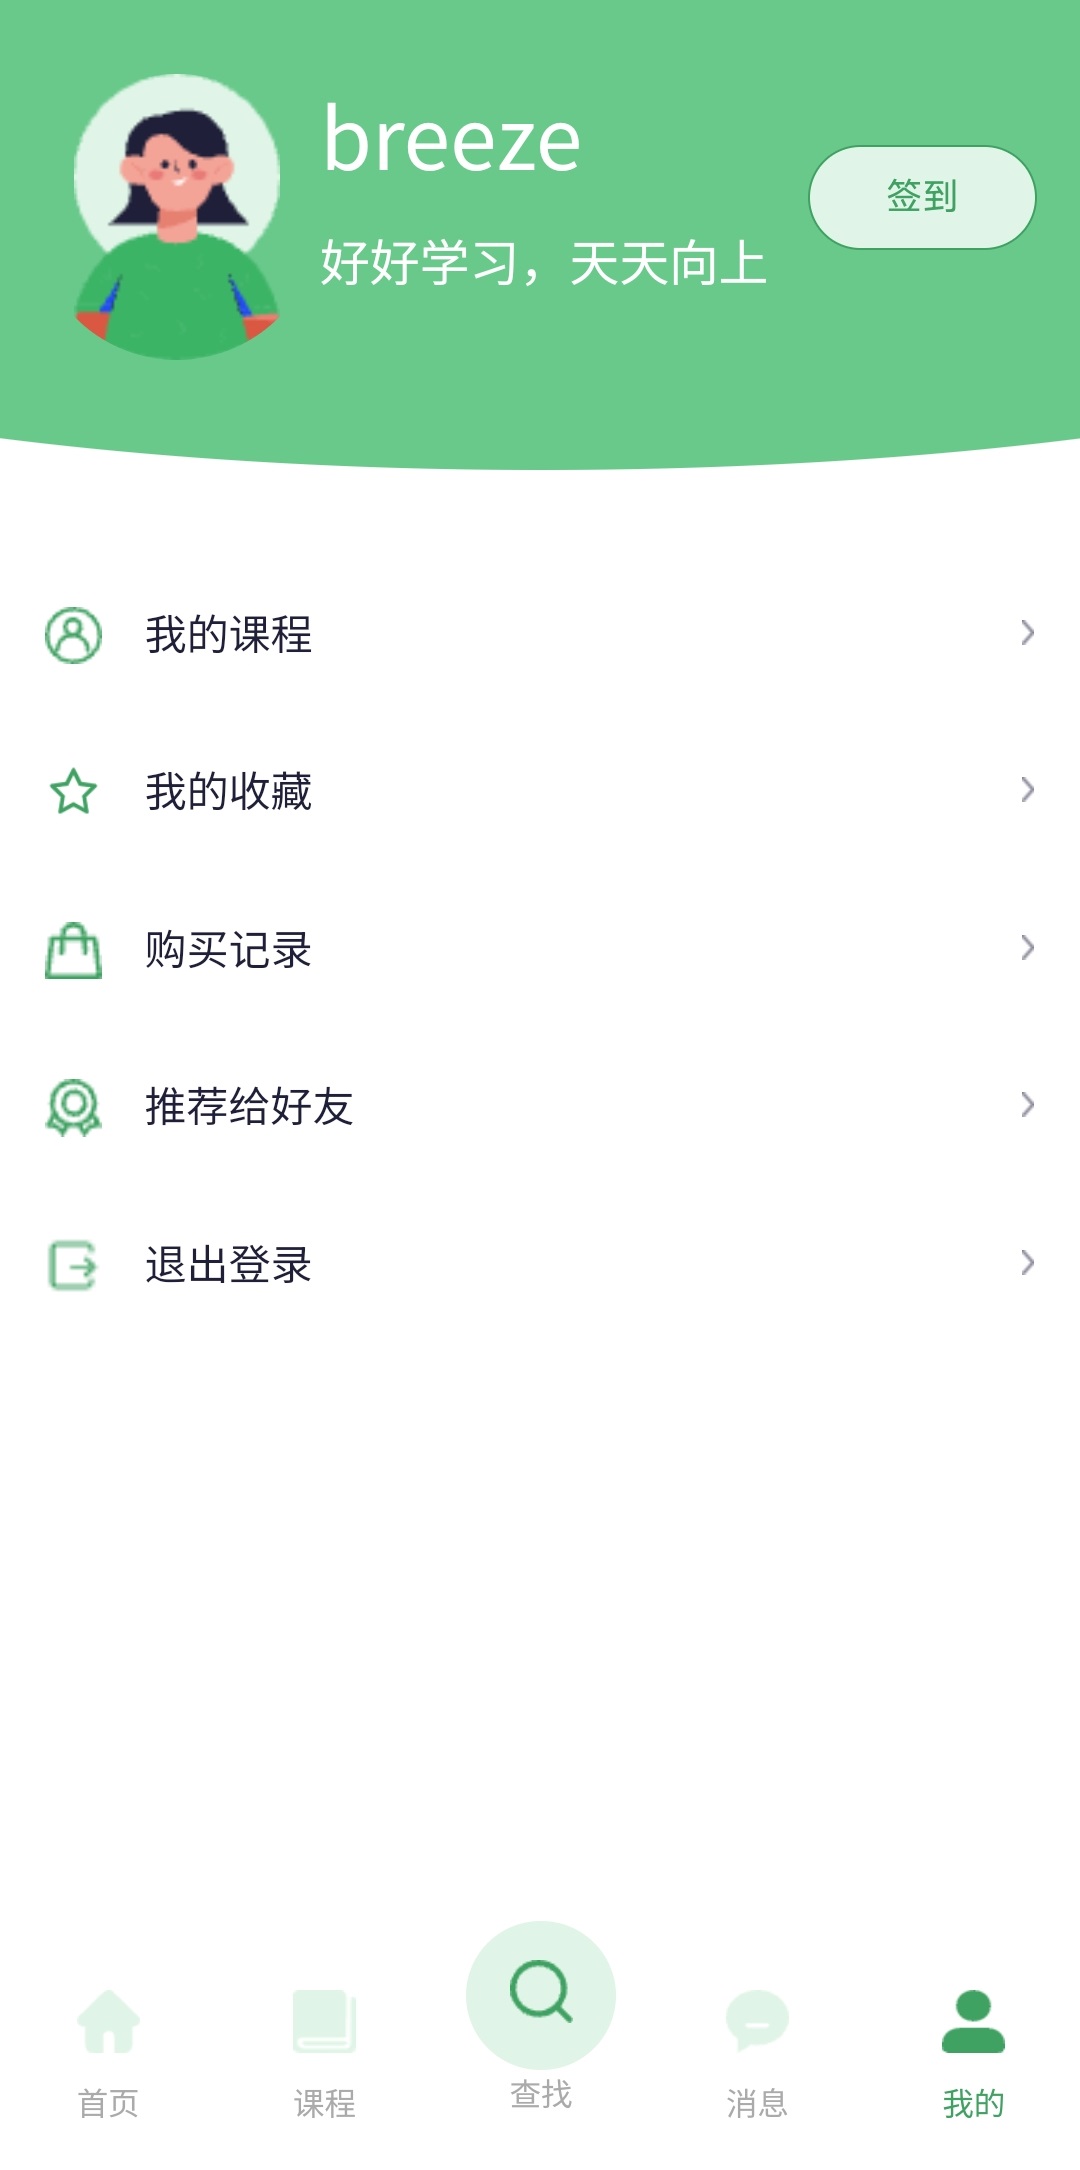 breeze
好好学习，天天向上
签到
我的课程
我的收藏
购买记录
推荐给好友
退出登录
首页
课程
查找
消息
我的